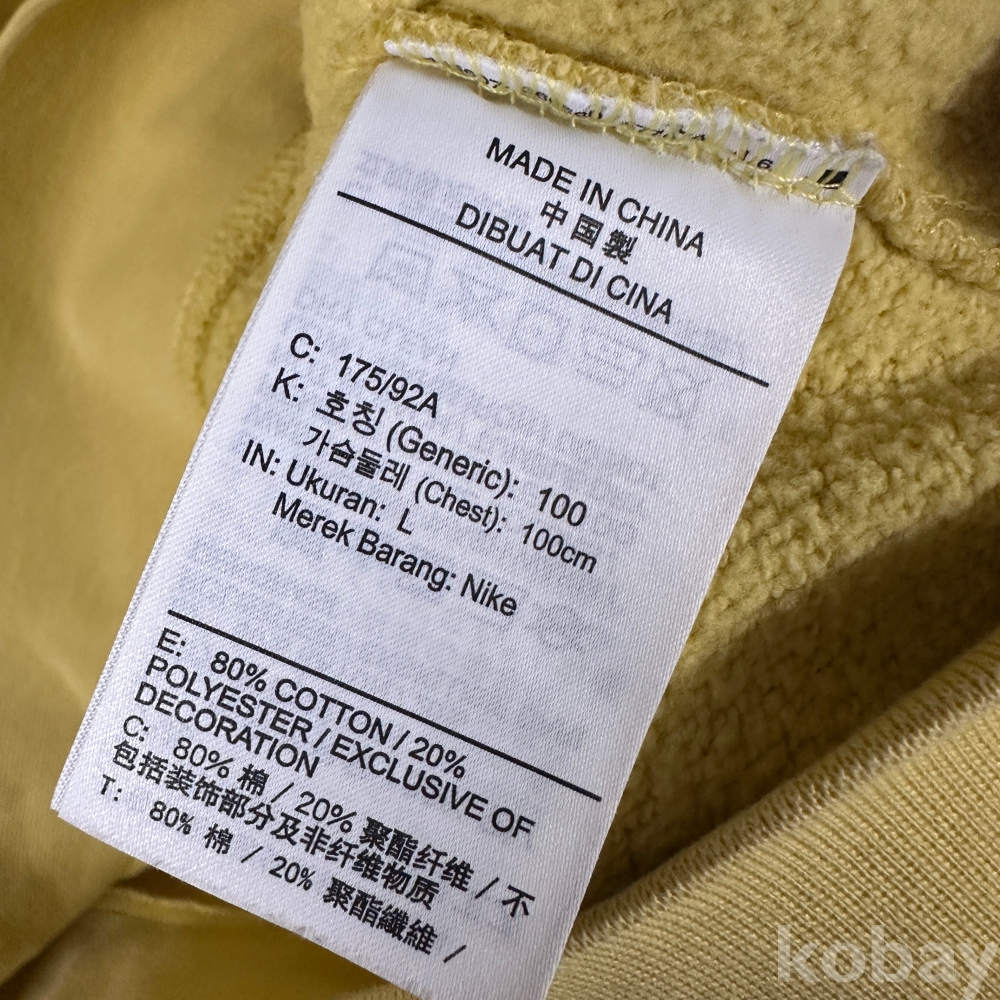 MADE IN CHINA
中国製
DIBUAT DI CINA
C: 175/92A
K: 호칭 (Generic): 100
가슴둘레 (Chest): 100cm
IN: Ukuran: L
Merek Barang: Nike
E: 80% COTTON / 20%
POLYESTER / EXCLUSIVE OF
DECORATION
C: 80% 棉 / 20% 聚酯纤维 / 不
包括装饰部分及非纤维物质
T: 80% 棉 / 20% 聚酯纖維 /
kobay